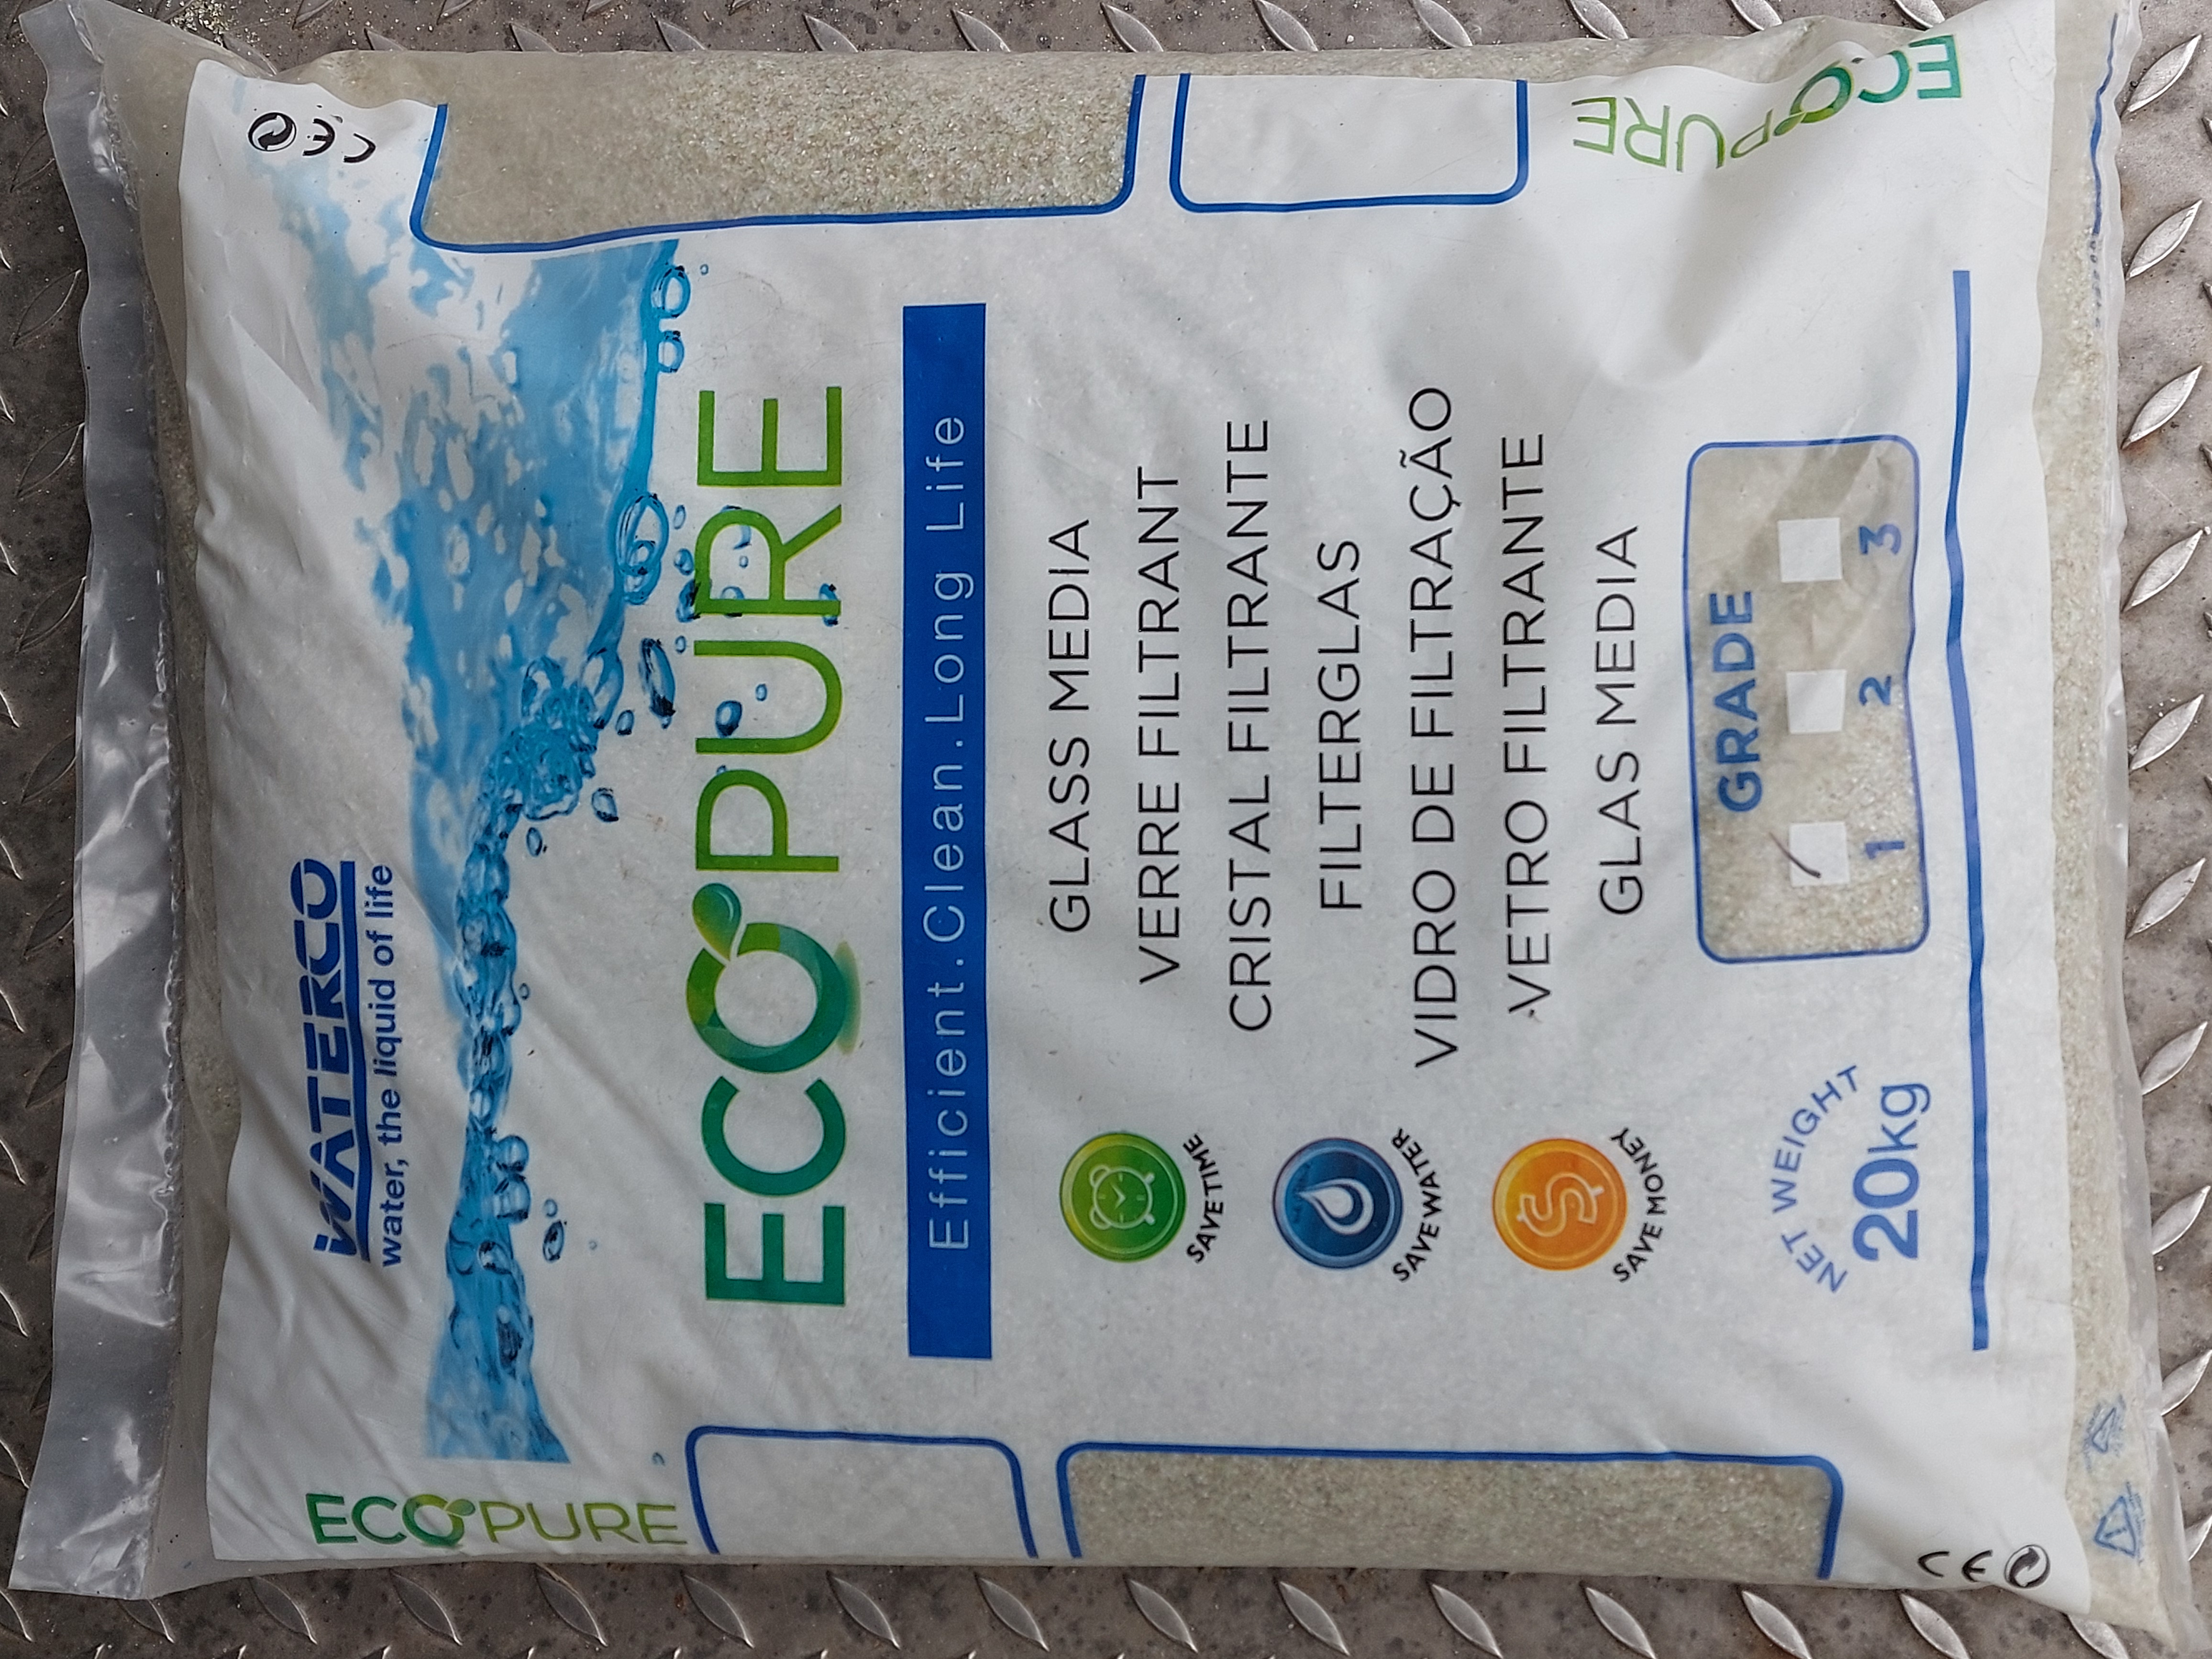 WATERCO
water, the liquid of life
ECOPURE
Efficient.Clean.Long Life
GLASS MEDIA
VERRE FILTRANT
CRISTAL FILTRANTE
FILTERGLAS
VIDRO DE FILTRAÇÃO
VETRO FILTRANTE
GLAS MEDIA
SAVE TIME
SAVE WATER
SAVE MONEY
NET WEIGHT
20kg
GRADE
1 2 3
ECOPURE
ECOPURE
CE
CE